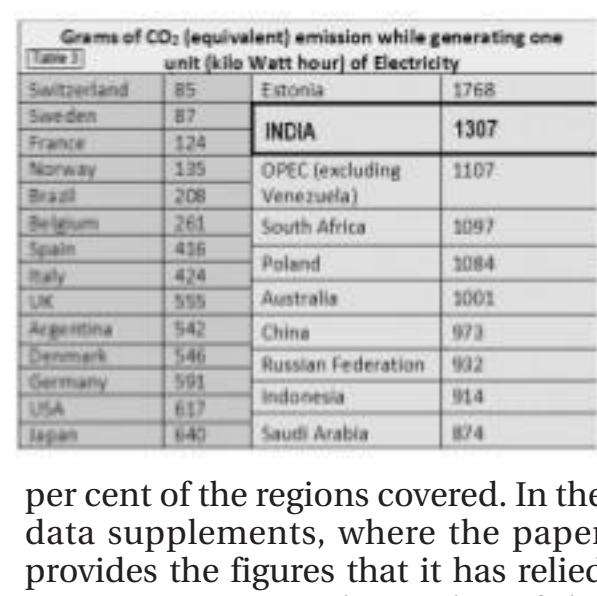 Grams of CO₂ (equivalent) emission while generating one
Table 3
unit (kilo Watt hour) of Electricity
Switzerland 85
Sweden 87
France 124
Norway 135
Brazil 208
Belgium 261
Spain 416
Italy 424
UK 555
Argentina 542
Denmark 546
Germany 591
USA 617
Japan 640
Estonia 1768
INDIA 1307
OPEC (excluding 1107
Venezuela)
South Africa 1097
Poland 1084
Australia 1001
China 973
Russian Federation 932
Indonesia 914
Saudi Arabia 874
per cent of the regions covered. In the
data supplements, where the paper
provides the figures that it has relied